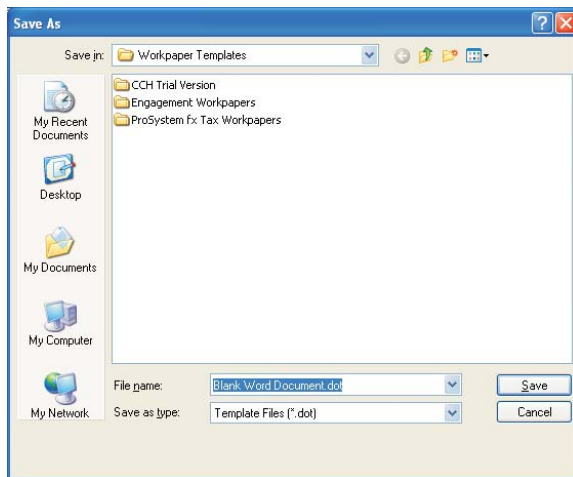 Save As
Save in: Workpaper Templates
CCH Trial Version
Engagement Workpapers
ProSystem fx Tax Workpapers
My Recent
Documents
Desktop
My Documents
My Computer
My Network
File name: Blank Word Document.dot Save
Save as type: Template Files (*.dot) Cancel